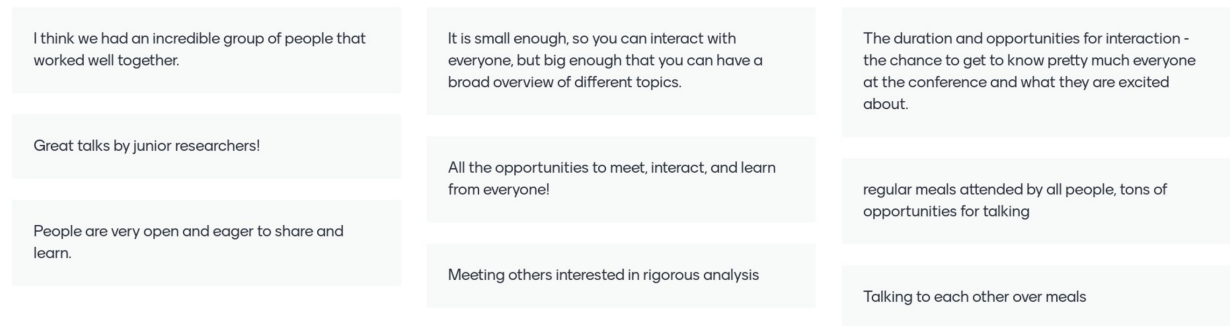 I think we had an incredible group of people that
worked well together.
Great talks by junior researchers!
People are very open and eager to share and
learn.
It is small enough, so you can interact with
everyone, but big enough that you can have a
broad overview of different topics.
All the opportunities to meet, interact, and learn
from everyone!
Meeting others interested in rigorous analysis
The duration and opportunities for interaction -
the chance to get to know pretty much everyone
at the conference and what they are excited
about.
regular meals attended by all people, tons of
opportunities for talking
Talking to each other over meals